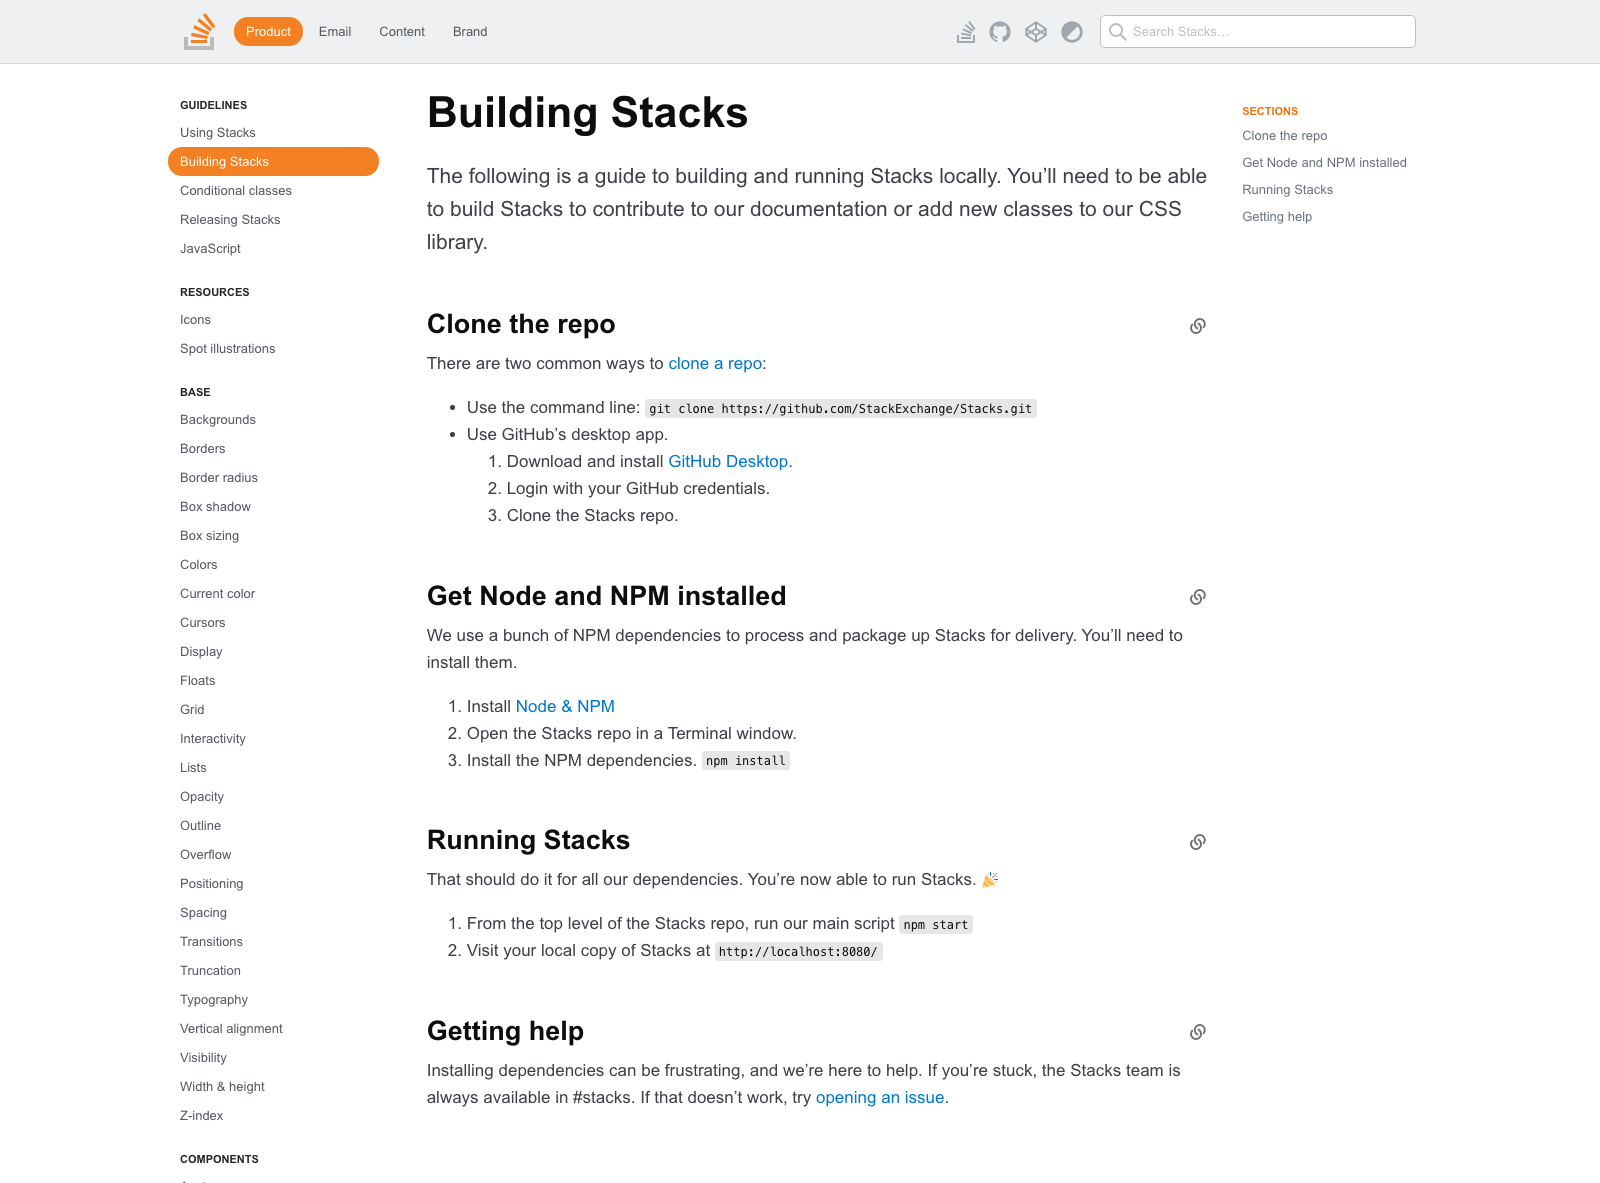 Product
Email
Content
Brand
Search Stacks…
GUIDELINES
Using Stacks
Building Stacks
Conditional classes
Releasing Stacks
JavaScript
RESOURCES
Icons
Spot illustrations
BASE
Backgrounds
Borders
Border radius
Box shadow
Box sizing
Colors
Current color
Cursors
Display
Floats
Grid
Interactivity
Lists
Opacity
Outline
Overflow
Positioning
Spacing
Transitions
Truncation
Typography
Vertical alignment
Visibility
Width & height
Z-index
COMPONENTS
Building Stacks
The following is a guide to building and running Stacks locally. You’ll need to be able
to build Stacks to contribute to our documentation or add new classes to our CSS
library.
Clone the repo
There are two common ways to clone a repo:
• Use the command line: git clone https://github.com/StackExchange/Stacks.git
• Use GitHub’s desktop app.
1. Download and install GitHub Desktop.
2. Login with your GitHub credentials.
3. Clone the Stacks repo.
Get Node and NPM installed
We use a bunch of NPM dependencies to process and package up Stacks for delivery. You’ll need to
install them.
1. Install Node & NPM
2. Open the Stacks repo in a Terminal window.
3. Install the NPM dependencies. npm install
Running Stacks
That should do it for all our dependencies. You’re now able to run Stacks. 🎉
1. From the top level of the Stacks repo, run our main script npm start
2. Visit your local copy of Stacks at http://localhost:8080/
Getting help
Installing dependencies can be frustrating, and we’re here to help. If you’re stuck, the Stacks team is
always available in #stacks. If that doesn’t work, try opening an issue.
SECTIONS
Clone the repo
Get Node and NPM installed
Running Stacks
Getting help